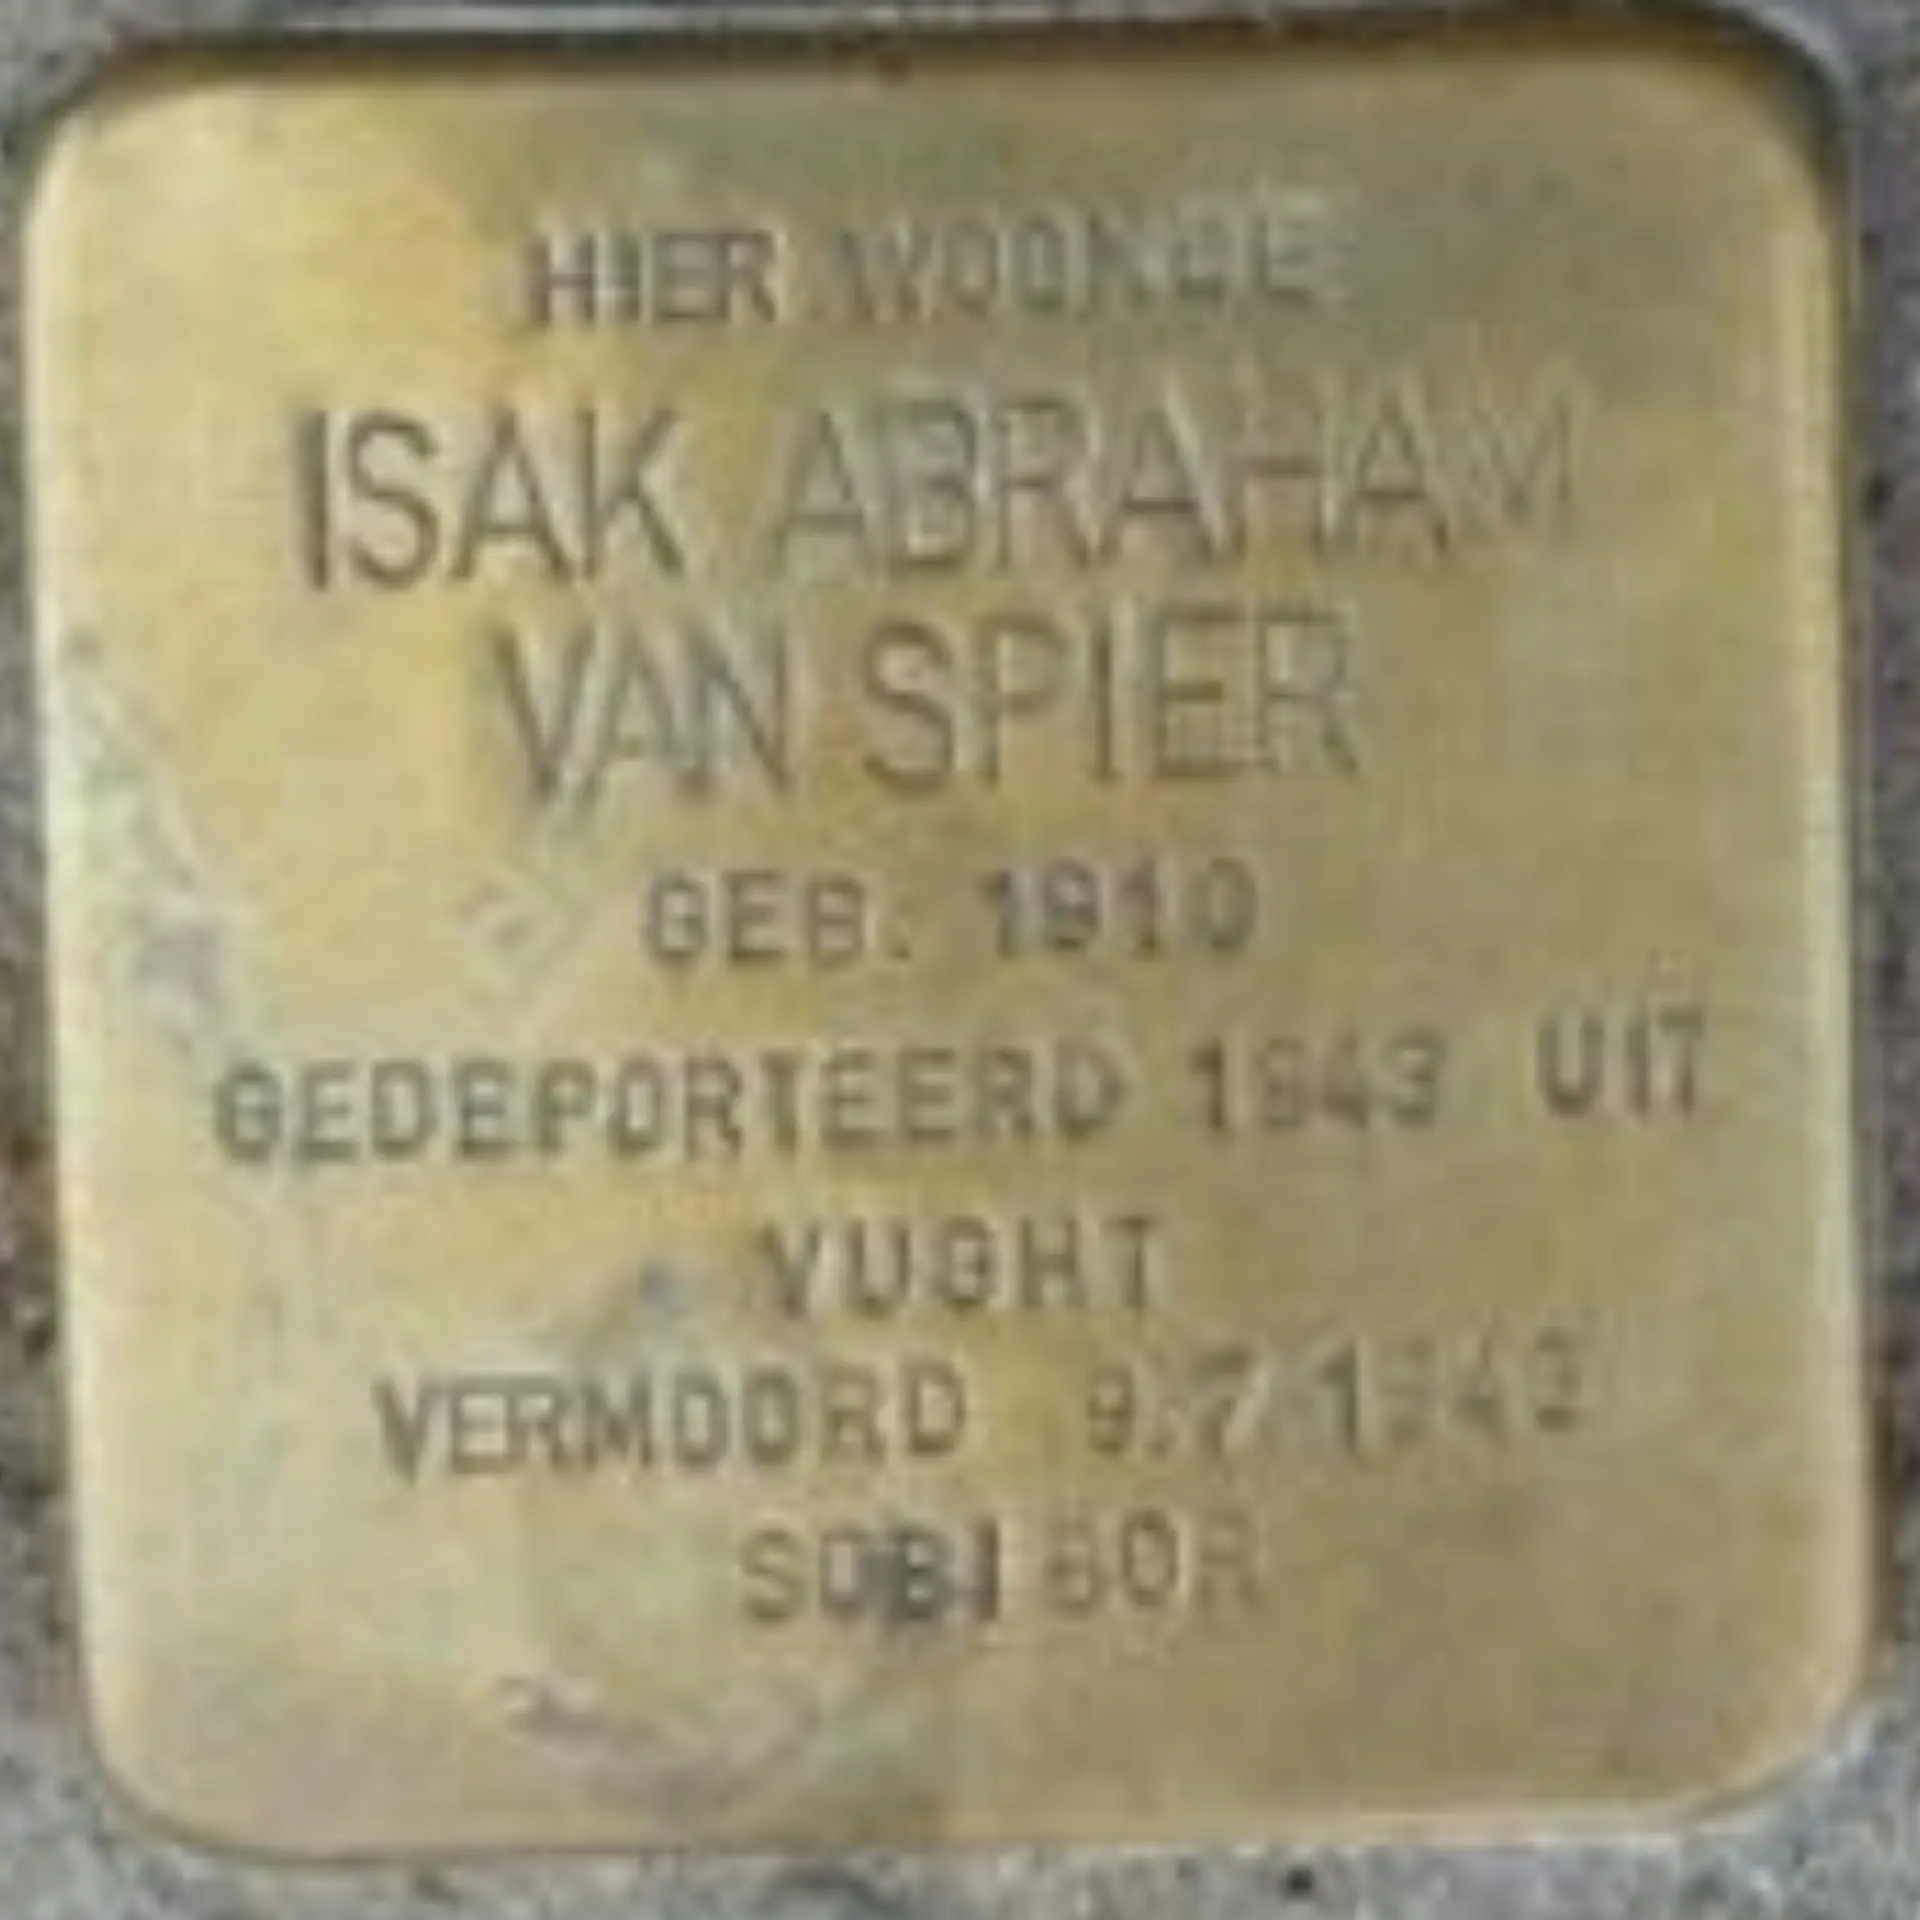 HIER WOONDE
ISAK ABRAHAM
VAN SPIER
GEB. 1910
GEDEPORTEERD 1943 UIT
VUGHT
VERMOORD 9.7.1943
SOBIBOR